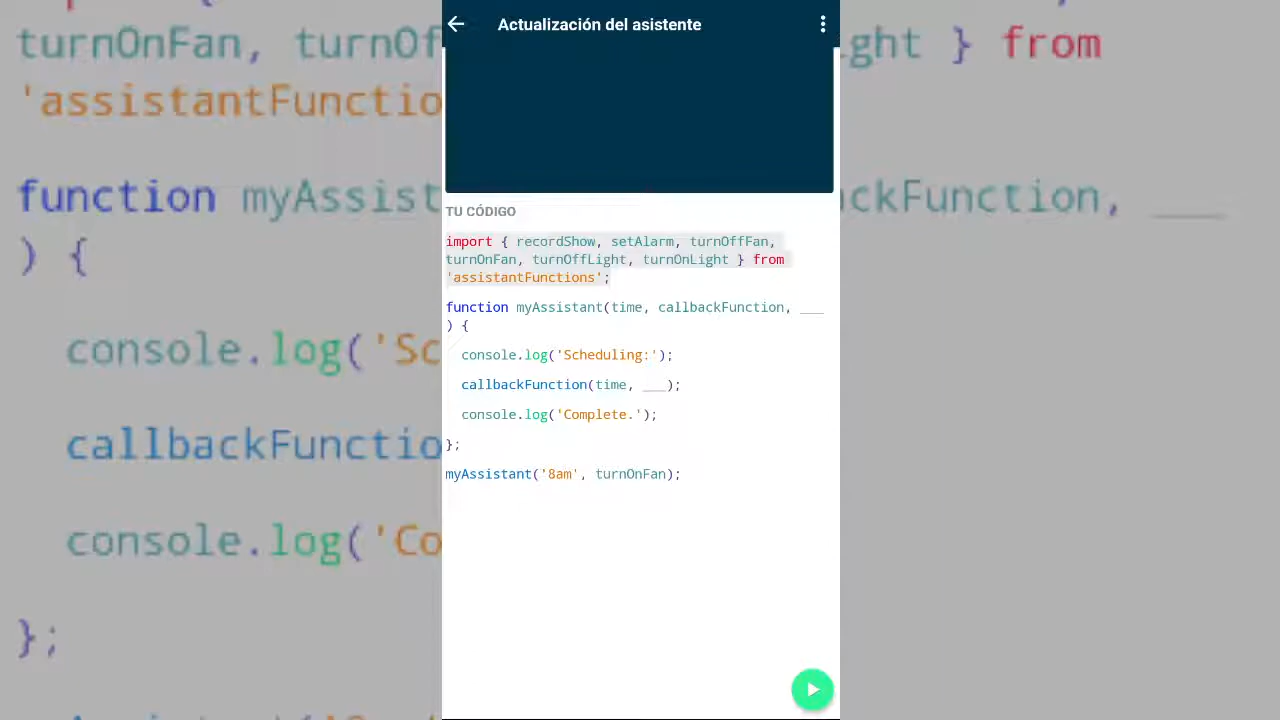 Actualización del asistente
TU CÓDIGO
import { recordShow, setAlarm, turnOffFan,
turnOnFan, turnOffLight, turnOnLight } from
'assistantFunctions';
function myAssistant(time, callbackFunction, ___
) {
console.log('Scheduling:');
callbackFunction(time, ___);
console.log('Complete.');
};
myAssistant('8am', turnOnFan);